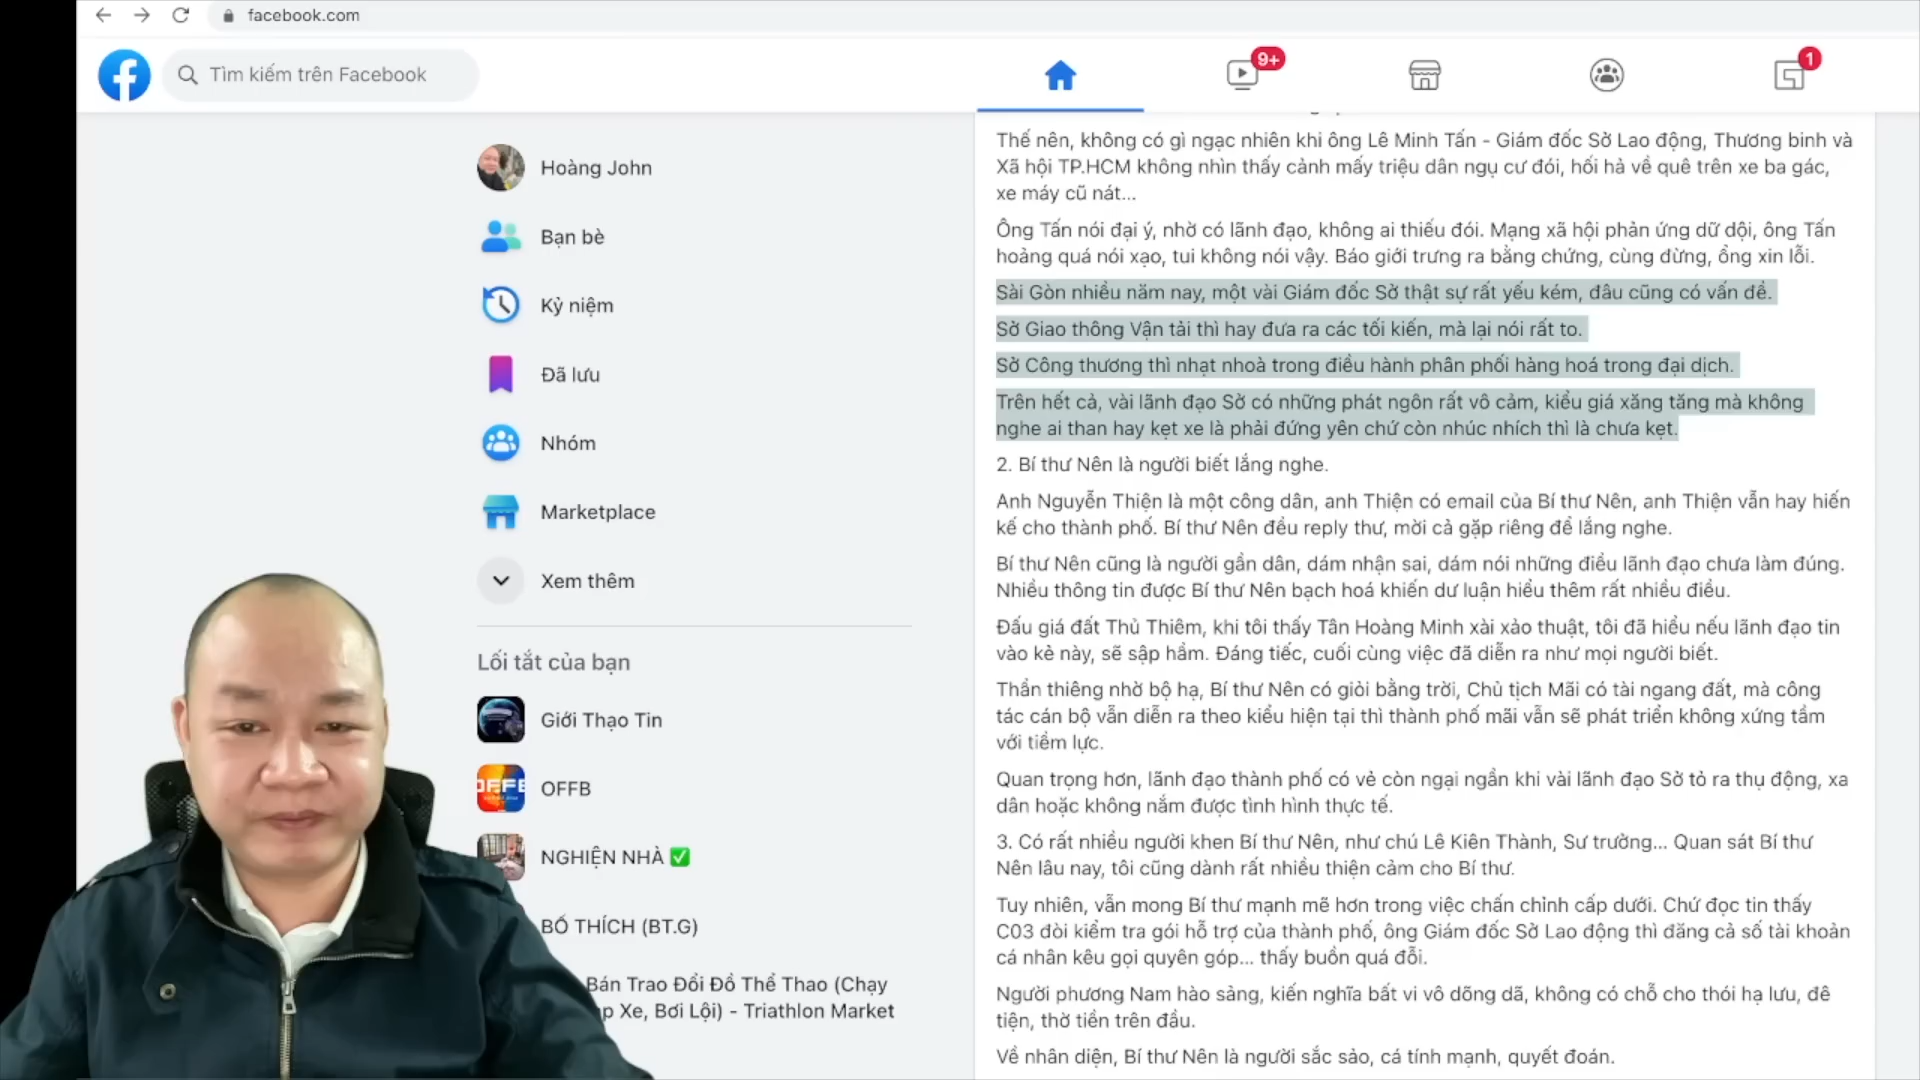 facebook.com
Tìm kiếm trên Facebook
9+
1
Hoàng John
Bạn bè
Kỷ niệm
Đã lưu
Nhóm
Marketplace
Xem thêm
Lối tắt của bạn
Giới Thạo Tin
OFFB
NGHIỆN NHÀ ✅
BỐ THÍCH (BT.G)
Bán Trao Đổi Đồ Thể Thao (Chạy
Xe, Bơi Lội) - Triathlon Market
Thế nên, không có gì ngạc nhiên khi ông Lê Minh Tấn - Giám đốc Sở Lao động, Thương binh và
Xã hội TP.HCM không nhìn thấy cảnh mấy triệu dân ngụ cư đói, hối hả về quê trên xe ba gác,
xe máy cũ nát...
Ông Tấn nói đại ý, nhờ có lãnh đạo, không ai thiếu đói. Mạng xã hội phản ứng dữ dội, ông Tấn
hoảng quá nói xạo, tui không nói vậy. Báo giới trưng ra bằng chứng, cùng đừng, ổng xin lỗi.
Sài Gòn nhiều năm nay, một vài Giám đốc Sở thật sự rất yếu kém, đâu cũng có vấn đề.
Sở Giao thông Vận tải thì hay đưa ra các tối kiến, mà lại nói rất to.
Sở Công thương thì nhạt nhoà trong điều hành phân phối hàng hoá trong đại dịch.
Trên hết cả, vài lãnh đạo Sở có những phát ngôn rất vô cảm, kiểu giá xăng tăng mà không
nghe ai than hay kẹt xe là phải đứng yên chứ còn nhúc nhích thì là chưa kẹt.
2. Bí thư Nên là người biết lắng nghe.
Anh Nguyễn Thiện là một công dân, anh Thiện có email của Bí thư Nên, anh Thiện vẫn hay hiến
kế cho thành phố. Bí thư Nên đều reply thư, mời cả gặp riêng để lắng nghe.
Bí thư Nên cũng là người gần dân, dám nhận sai, dám nói những điều lãnh đạo chưa làm đúng.
Nhiều thông tin được Bí thư Nên bạch hoá khiến dư luận hiểu thêm rất nhiều điều.
Đấu giá đất Thủ Thiêm, khi tôi thấy Tân Hoàng Minh xài xảo thuật, tôi đã hiểu nếu lãnh đạo tin
vào kẻ này, sẽ sập hầm. Đáng tiếc, cuối cùng việc đã diễn ra như mọi người biết.
Thần thiêng nhờ bộ hạ, Bí thư Nên có giỏi bằng trời, Chủ tịch Mãi có tài ngang đất, mà công
tác cán bộ vẫn diễn ra theo kiểu hiện tại thì thành phố mãi vẫn sẽ phát triển không xứng tầm
với tiềm lực.
Quan trọng hơn, lãnh đạo thành phố có vẻ còn ngại ngần khi vài lãnh đạo Sở tỏ ra thụ động, xa
dân hoặc không nắm được tình hình thực tế.
3. Có rất nhiều người khen Bí thư Nên, như chú Lê Kiên Thành, Sư trưởng... Quan sát Bí thư
Nên lâu nay, tôi cũng dành rất nhiều thiện cảm cho Bí thư.
Tuy nhiên, vẫn mong Bí thư mạnh mẽ hơn trong việc chấn chỉnh cấp dưới. Chứ đọc tin thấy
C03 đòi kiểm tra gói hỗ trợ của thành phố, ông Giám đốc Sở Lao động thì đăng cả số tài khoản
cá nhân kêu gọi quyên góp... thấy buồn quá đỗi.
Người phương Nam hào sảng, kiến nghĩa bất vi vô dõng dã, không có chỗ cho thói hạ lưu, đê
tiện, thờ tiền trên đầu.
Về nhân diện, Bí thư Nên là người sắc sảo, cá tính mạnh, quyết đoán.